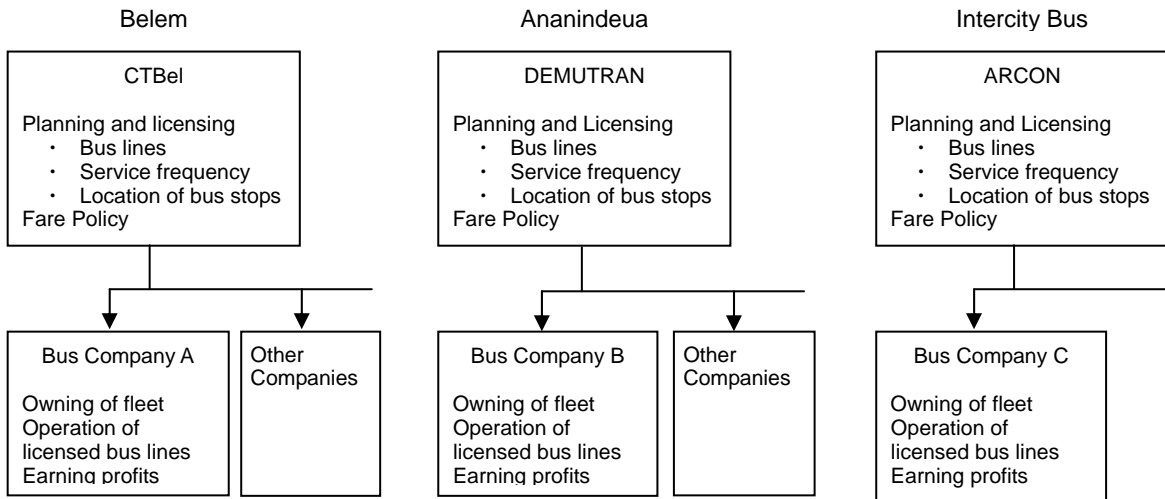 Belem
CTBel
Planning and licensing
・ Bus lines
・ Service frequency
・ Location of bus stops
Fare Policy
Bus Company A
Owning of fleet
Operation of
licensed bus lines
Earning profits
Other
Companies
Ananindeua
DEMUTRAN
Planning and Licensing
・ Bus lines
・ Service frequency
・ Location of bus stops
Fare Policy
Bus Company B
Owning of fleet
Operation of
licensed bus lines
Earning profits
Other
Companies
Intercity Bus
ARCON
Planning and Licensing
・ Bus lines
・ Service frequency
・ Location of bus stops
Fare Policy
Bus Company C
Owning of fleet
Operation of
licensed bus lines
Earning profits